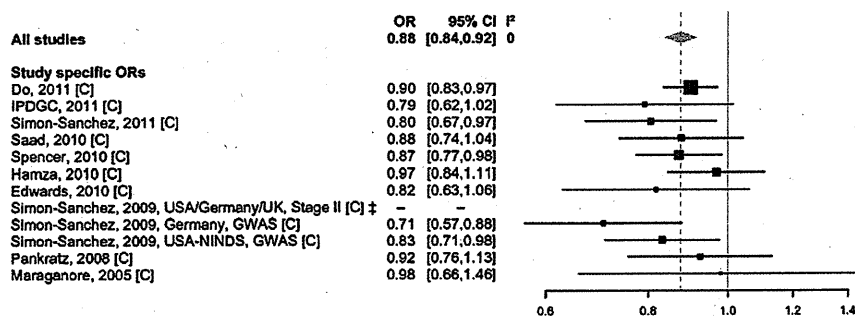 OR 95% CI I²
All studies 0.88 [0.84,0.92] 0
Study specific ORs
Do, 2011 [C] 0.90 [0.83,0.97]
IPDGC, 2011 [C] 0.79 [0.62,1.02]
Simon-Sanchez, 2011 [C] 0.80 [0.67,0.97]
Saad, 2010 [C] 0.88 [0.74,1.04]
Spencer, 2010 [C] 0.87 [0.77,0.98]
Hamza, 2010 [C] 0.97 [0.84,1.11]
Edwards, 2010 [C] 0.82 [0.63,1.06]
Simon-Sanchez, 2009, USA/Germany/UK, Stage II [C] ‡ – –
Simon-Sanchez, 2009, Germany, GWAS [C] 0.71 [0.57,0.88]
Simon-Sanchez, 2009, USA-NINDS, GWAS [C] 0.83 [0.71,0.98]
Pankratz, 2008 [C] 0.92 [0.76,1.13]
Maraganore, 2005 [C] 0.98 [0.66,1.46]
0.6 0.8 1.0 1.2 1.4